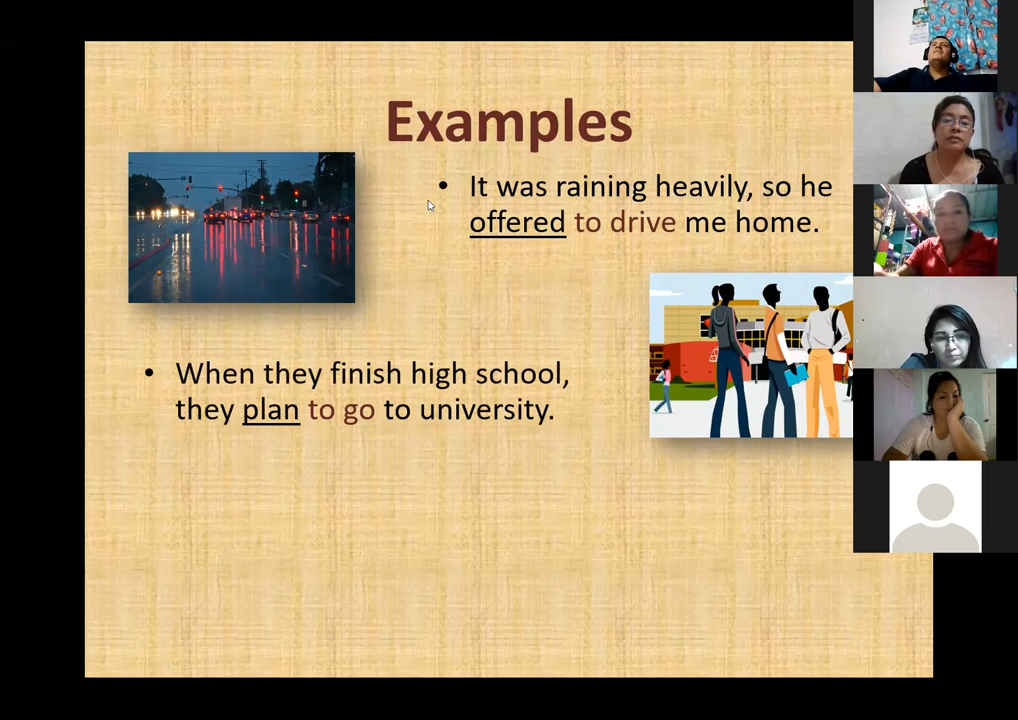 Examples
• It was raining heavily, so he
offered to drive me home.
• When they finish high school,
they plan to go to university.